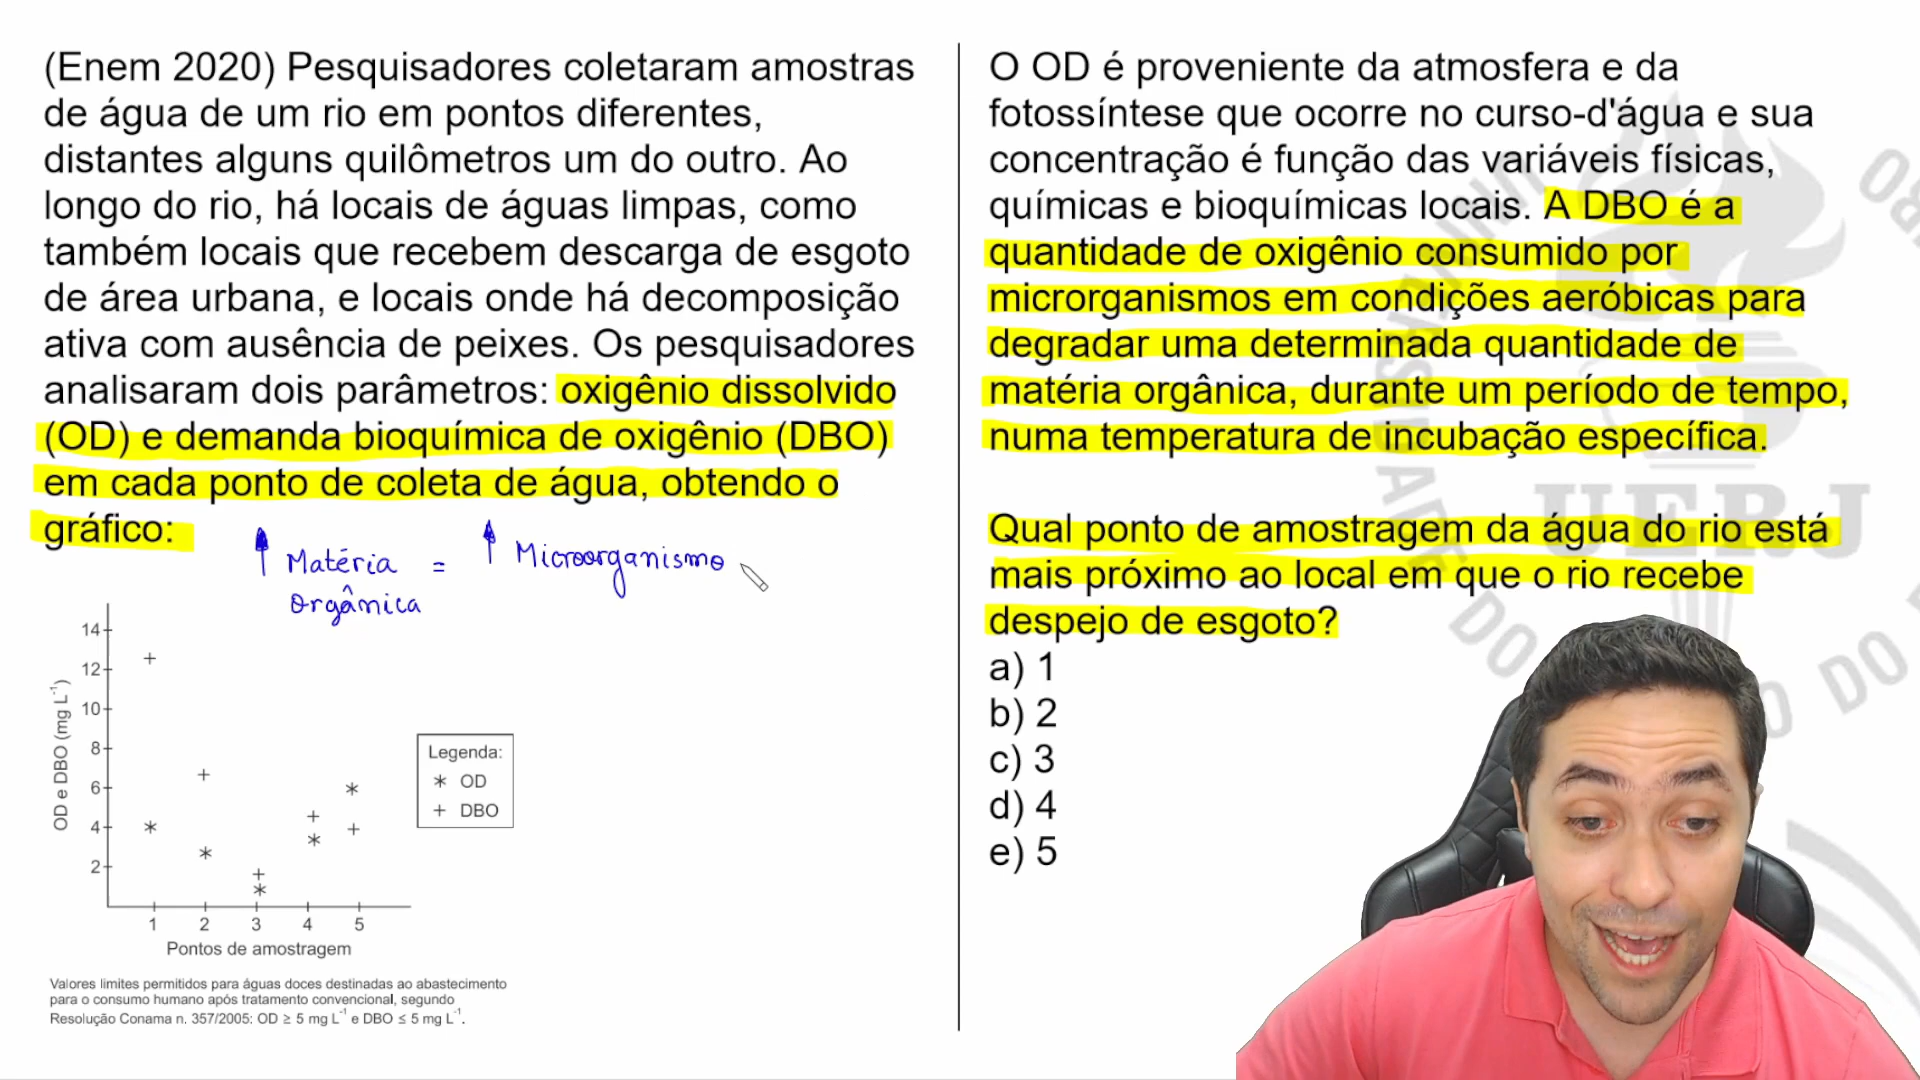 (Enem 2020) Pesquisadores coletaram amostras
de água de um rio em pontos diferentes,
distantes alguns quilômetros um do outro. Ao
longo do rio, há locais de águas limpas, como
também locais que recebem descarga de esgoto
de área urbana, e locais onde há decomposição
ativa com ausência de peixes. Os pesquisadores
analisaram dois parâmetros: oxigênio dissolvido
(OD) e demanda bioquímica de oxigênio (DBO)
em cada ponto de coleta de água, obtendo o
gráfico:
Matéria = Microorganismo
Orgânica
14
12
10
8
6
4
2
OD e DBO (mg L⁻¹)
1 2 3 4 5
Pontos de amostragem
Legenda:
* OD
+ DBO
Valores limites permitidos para águas doces destinadas ao abastecimento
para o consumo humano após tratamento convencional, segundo
Resolução Conama n. 357/2005: OD ≥ 5 mg L⁻¹ e DBO ≤ 5 mg L⁻¹.
O OD é proveniente da atmosfera e da
fotossíntese que ocorre no curso-d'água e sua
concentração é função das variáveis físicas,
químicas e bioquímicas locais. A DBO é a
quantidade de oxigênio consumido por
microrganismos em condições aeróbicas para
degradar uma determinada quantidade de
matéria orgânica, durante um período de tempo,
numa temperatura de incubação específica.
Qual ponto de amostragem da água do rio está
mais próximo ao local em que o rio recebe
despejo de esgoto?
a) 1
b) 2
c) 3
d) 4
e) 5
UERJ